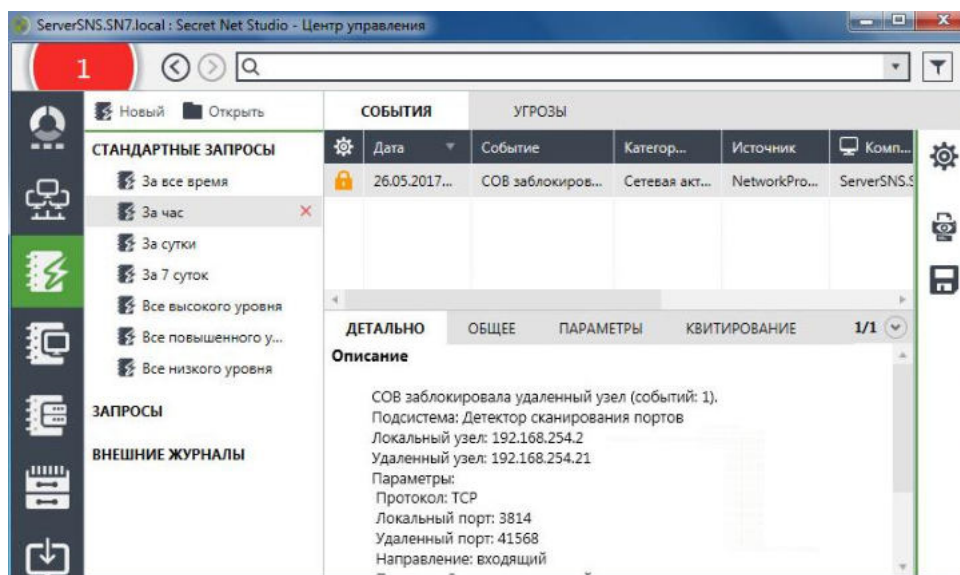 ServerSNS.SN7.local : Secret Net Studio - Центр управления
1
Новый Открыть
СОБЫТИЯ УГРОЗЫ
СТАНДАРТНЫЕ ЗАПРОСЫ
За все время
За час
За сутки
За 7 суток
Все высокого уровня
Все повышенного у...
Все низкого уровня
ЗАПРОСЫ
ВНЕШНИЕ ЖУРНАЛЫ
Дата Событие Категор... Источник Комп...
26.05.2017... СОВ заблокиров... Сетевая акт... NetworkPro... ServerSNS.S
ДЕТАЛЬНО ОБЩЕЕ ПАРАМЕТРЫ КВИТИРОВАНИЕ 1/1
Описание
СОВ заблокировала удаленный узел (событий: 1).
Подсистема: Детектор сканирования портов
Локальный узел: 192.168.254.2
Удаленный узел: 192.168.254.21
Параметры:
Протокол: TCP
Локальный порт: 3814
Удаленный порт: 41568
Направление: входящий